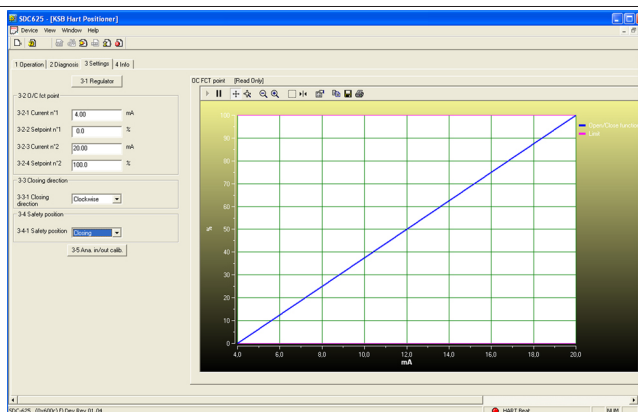 SDC625 - [KSB Hart Positioner]
Device View Window Help
1 Operation 2 Diagnosis 3 Settings 4 Info
3-1 Regulator
OC FCT point [Read Only]
3-2 O/C fct point
3-2-1 Current n°1 4.00 mA
3-2-2 Setpoint n°1 0.0 %
3-2-3 Current n°2 20.00 mA
3-2-4 Setpoint n°2 100.0 %
3-3 Closing direction
3-3-1 Closing direction Clockwise
3-4 Safety position
3-4-1 Safety position Closing
3-5 Ana. in/out calib.
100
90
80
70
60
50
40
30
20
10
0
%
4,0 6,0 8,0 10,0 12,0 14,0 16,0 18,0 20,0
mA
Open/Close function
Limit
HART Beat NUM